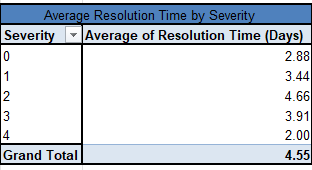 Average Resolution Time by Severity
Severity Average of Resolution Time (Days)
0 2.88
1 3.44
2 4.66
3 3.91
4 2.00
Grand Total 4.55